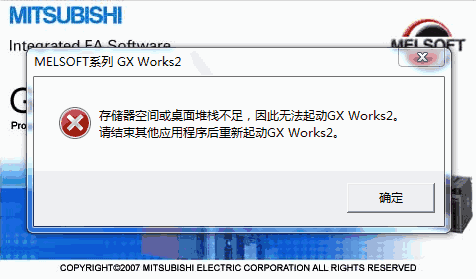 MITSUBISHI
Integrated FA Software
MELSOFT
MELSOFT系列 GX Works2
G
存储器空间或桌面堆栈不足，因此无法起动GX Works2。
请结束其他应用程序后重新起动GX Works2。
确定
COPYRIGHT©2007 MITSUBISHI ELECTRIC CORPORATION ALL RIGHTS RESERVED